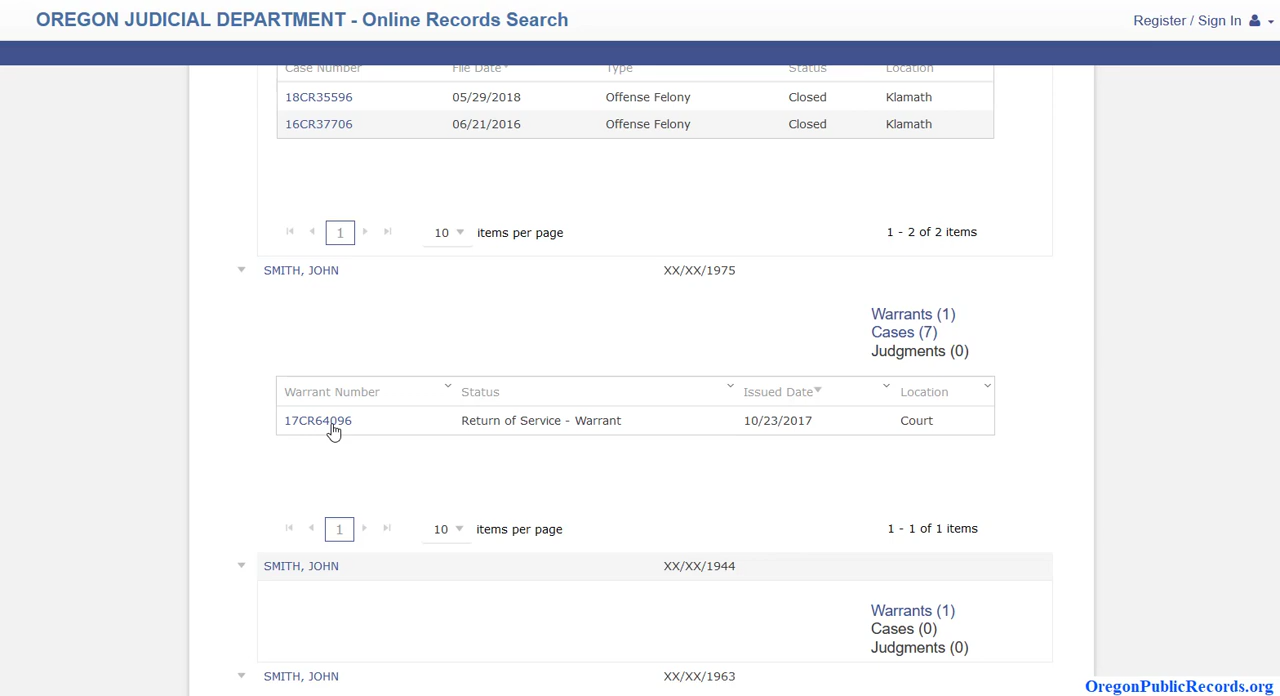 OREGON JUDICIAL DEPARTMENT - Online Records Search
Register / Sign In
Case Number File Date Type Status Location
18CR35596 05/29/2018 Offense Felony Closed Klamath
16CR37706 06/21/2016 Offense Felony Closed Klamath
1 10 items per page 1 - 2 of 2 items
SMITH, JOHN XX/XX/1975
Warrants (1)
Cases (7)
Judgments (0)
Warrant Number Status Issued Date Location
17CR64096 Return of Service - Warrant 10/23/2017 Court
1 10 items per page 1 - 1 of 1 items
SMITH, JOHN XX/XX/1944
Warrants (1)
Cases (0)
Judgments (0)
SMITH, JOHN XX/XX/1963
OregonPublicRecords.org